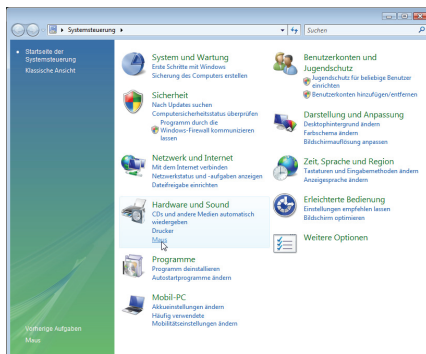 Systemsteuerung
Suchen
Startseite der
Systemsteuerung
Klassische Ansicht
System und Wartung
Erste Schritte mit Windows
Sicherung des Computers erstellen
Sicherheit
Nach Updates suchen
Computersicherheitsstatus überprüfen
Programm durch die
Windows-Firewall kommunizieren
lassen
Netzwerk und Internet
Mit dem Internet verbinden
Netzwerkstatus und -aufgaben anzeigen
Dateifreigabe einrichten
Hardware und Sound
CDs und andere Medien automatisch
wiedergeben
Drucker
Maus
Programme
Programm deinstallieren
Autostartprogramme ändern
Mobil-PC
Akkueinstellungen ändern
Häufig verwendete
Mobilitätseinstellungen ändern
Benutzerkonten und
Jugendschutz
Jugendschutz für beliebige Benutzer
einrichten
Benutzerkonten hinzufügen/entfernen
Darstellung und Anpassung
Desktophintergrund ändern
Farbschema ändern
Bildschirmauflösung anpassen
Zeit, Sprache und Region
Tastaturen und Eingabemethoden ändern
Anzeigesprache ändern
Erleichterte Bedienung
Einstellungen empfehlen lassen
Bildschirm optimieren
Weitere Optionen
Vorherige Aufgaben
Maus